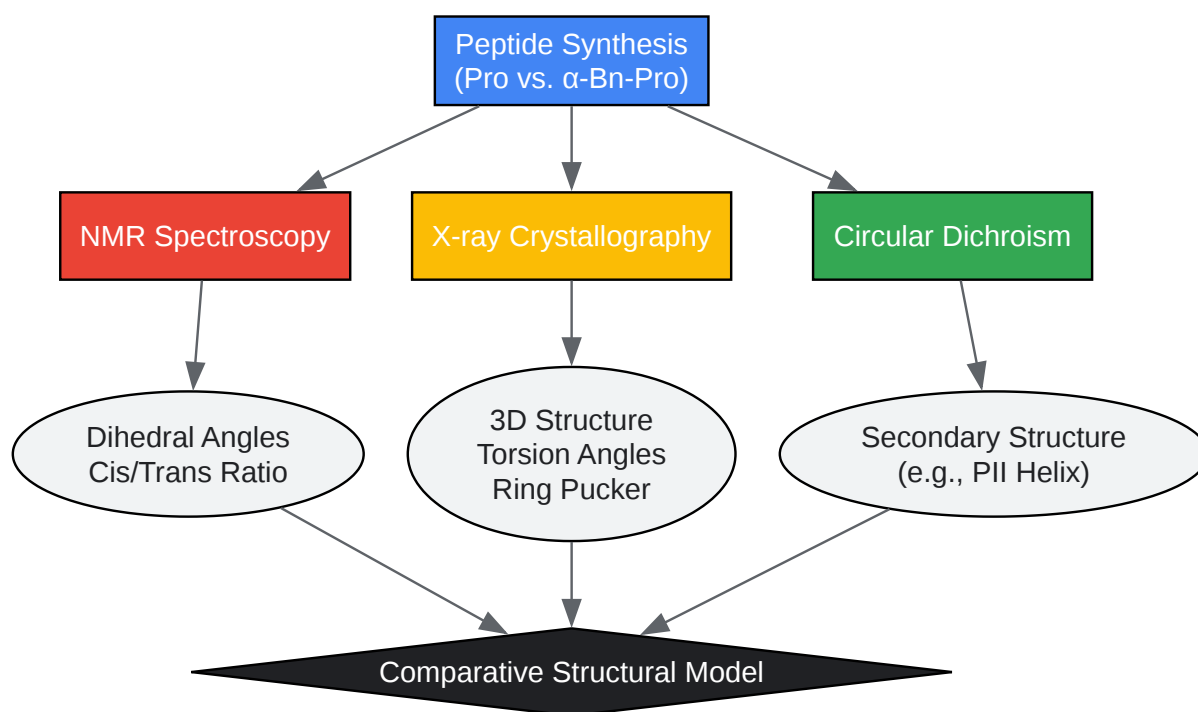 Peptide Synthesis
(Pro vs. α-Bn-Pro)
NMR Spectroscopy
X-ray Crystallography
Circular Dichroism
Dihedral Angles
Cis/Trans Ratio
3D Structure
Torsion Angles
Ring Pucker
Secondary Structure
(e.g., PII Helix)
Comparative Structural Model